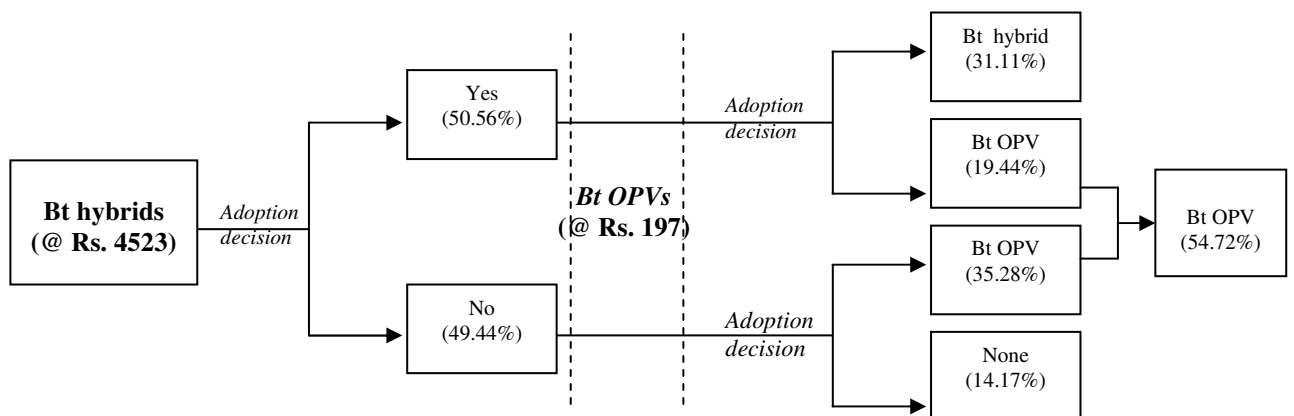 Bt hybrids
(@ Rs. 4523)
Adoption
decision
Yes
(50.56%)
No
(49.44%)
Bt OPVs
(@ Rs. 197)
Adoption
decision
Adoption
decision
Bt hybrid
(31.11%)
Bt OPV
(19.44%)
Bt OPV
(35.28%)
None
(14.17%)
Bt OPV
(54.72%)